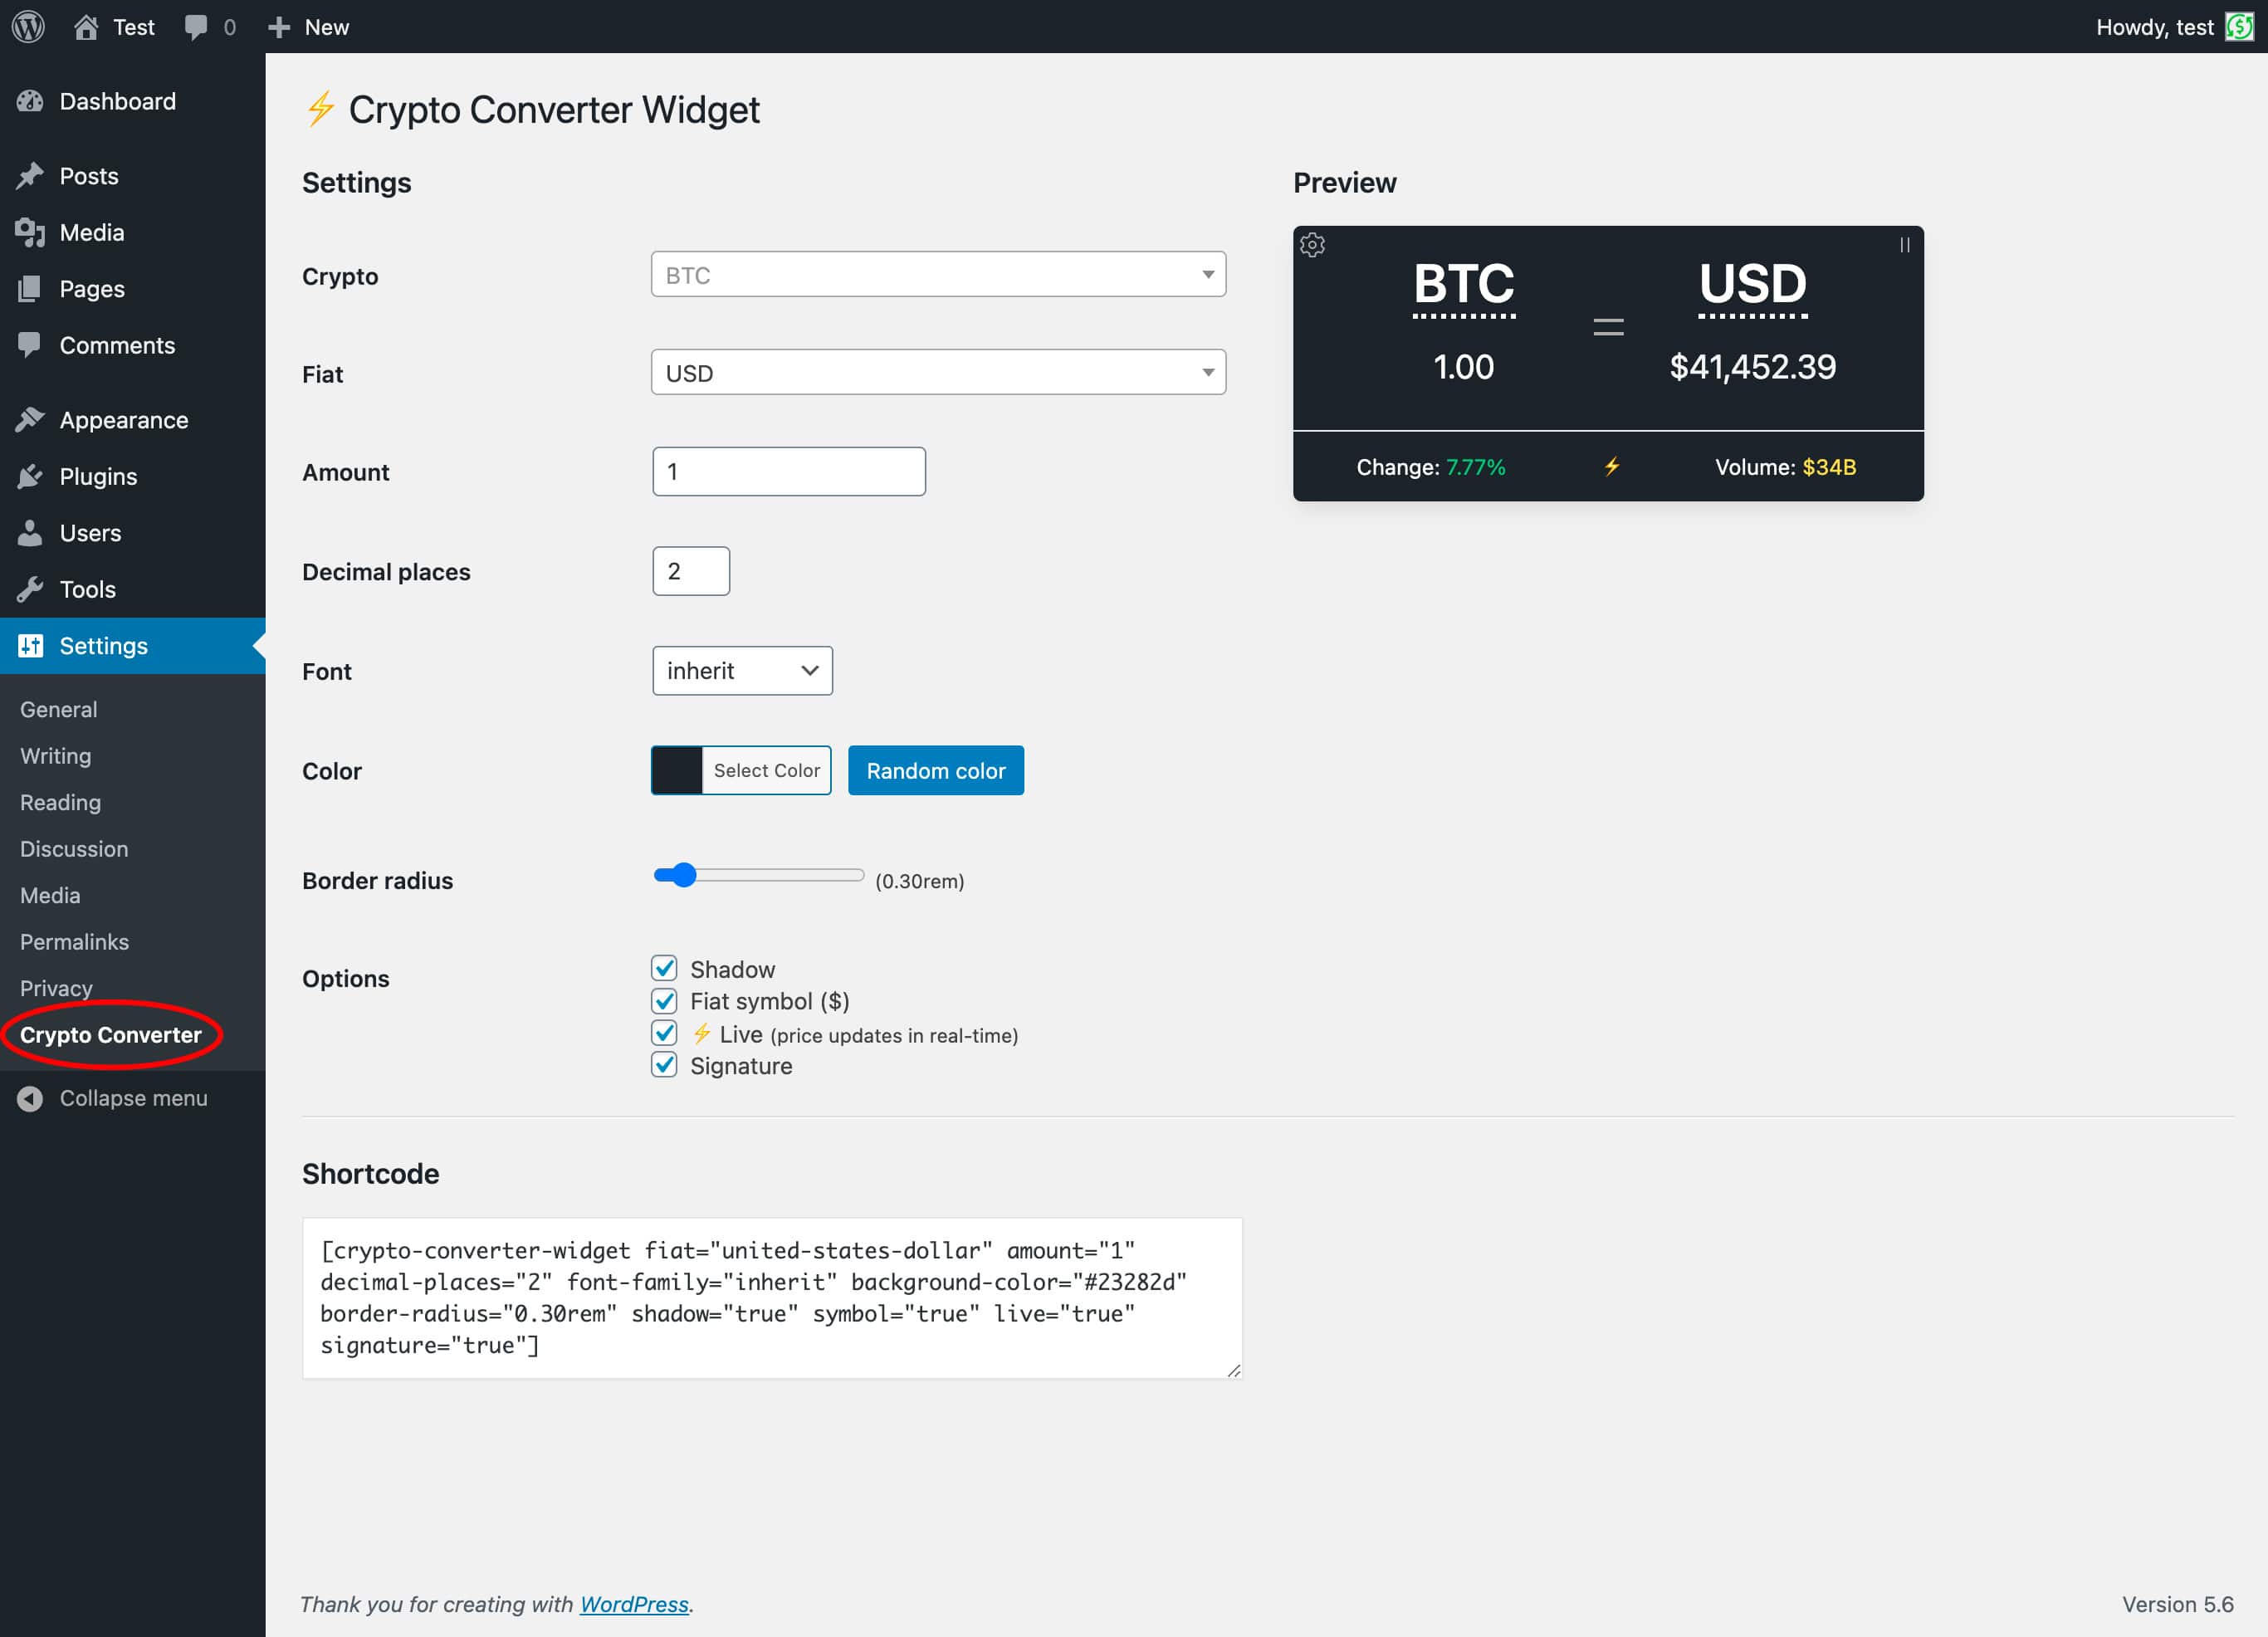 Test
0
New
Howdy, test
Dashboard
Posts
Media
Pages
Comments
Appearance
Plugins
Users
Tools
Settings
General
Writing
Reading
Discussion
Media
Permalinks
Privacy
Crypto Converter
Collapse menu
⚡ Crypto Converter Widget
Settings
Crypto
BTC
Fiat
USD
Amount
1
Decimal places
2
Font
inherit
Color
Select Color
Random color
Border radius
(0.30rem)
Options
Shadow
Fiat symbol ($)
⚡ Live (price updates in real-time)
Signature
Preview
BTC = USD
1.00 $41,452.39
Change: 7.77% ⚡ Volume: $34B
Shortcode
[crypto-converter-widget fiat="united-states-dollar" amount="1"
decimal-places="2" font-family="inherit" background-color="#23282d"
border-radius="0.30rem" shadow="true" symbol="true" live="true"
signature="true"]
Thank you for creating with WordPress.
Version 5.6